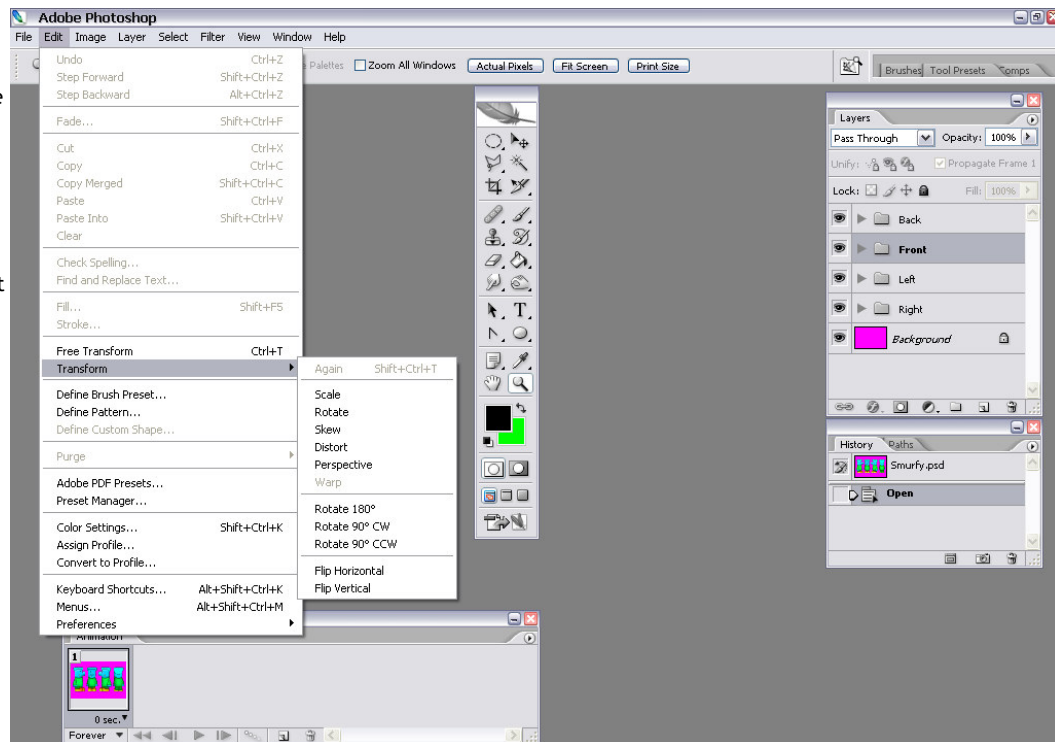 Adobe Photoshop
File Edit Image Layer Select Filter View Window Help
Palettes Zoom All Windows Actual Pixels Fit Screen Print Size
Brushes Tool Presets Comps
Undo Ctrl+Z
Step Forward Shift+Ctrl+Z
Step Backward Alt+Ctrl+Z
Fade... Shift+Ctrl+F
Cut Ctrl+X
Copy Ctrl+C
Copy Merged Shift+Ctrl+C
Paste Ctrl+V
Paste Into Shift+Ctrl+V
Clear
Check Spelling...
Find and Replace Text...
Fill... Shift+F5
Stroke...
Free Transform Ctrl+T
Transform
Define Brush Preset...
Define Pattern...
Define Custom Shape...
Purge
Adobe PDF Presets...
Preset Manager...
Color Settings... Shift+Ctrl+K
Assign Profile...
Convert to Profile...
Keyboard Shortcuts... Alt+Shift+Ctrl+K
Menus... Alt+Shift+Ctrl+M
Preferences
Again Shift+Ctrl+T
Scale
Rotate
Skew
Distort
Perspective
Warp
Rotate 180°
Rotate 90° CW
Rotate 90° CCW
Flip Horizontal
Flip Vertical
Layers
Pass Through Opacity: 100%
Unify: Propagate Frame 1
Lock: Fill: 100%
Back
Front
Left
Right
Background
History Paths
Smurfy.psd
Open
Animation
1
0 sec.
Forever